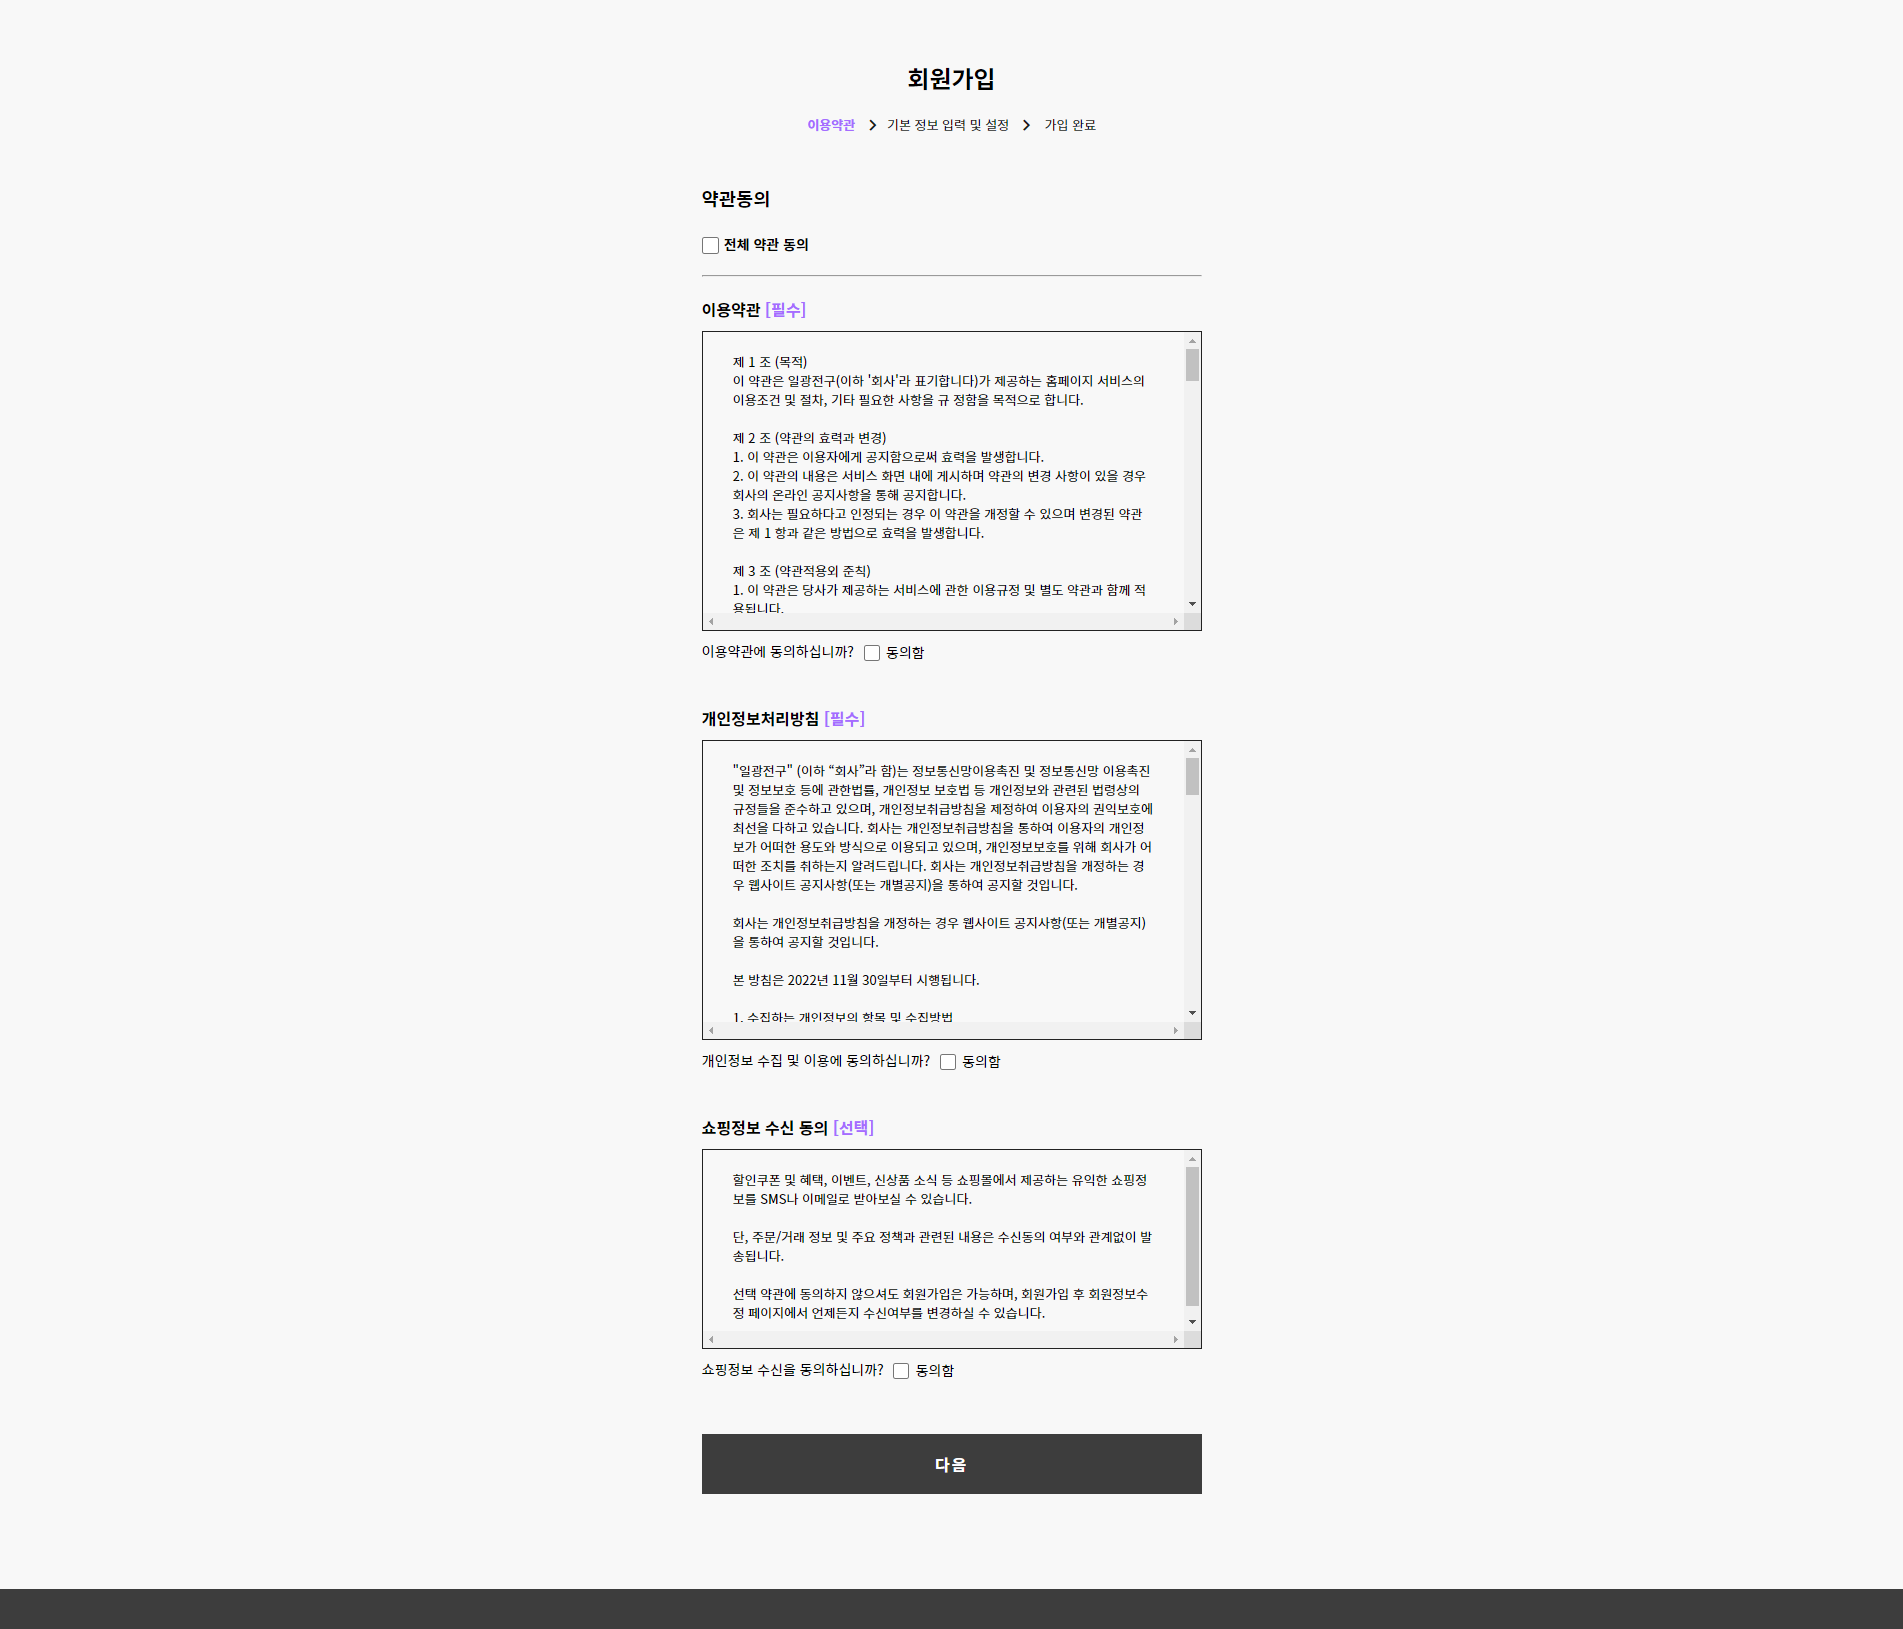 회원가입
이용약관 > 기본 정보 입력 및 설정 > 가입 완료
약관동의
전체 약관 동의
이용약관 [필수]
제 1 조 (목적)
이 약관은 일광전구(이하 '회사'라 표기합니다)가 제공하는 홈페이지 서비스의
이용조건 및 절차, 기타 필요한 사항을 규 정함을 목적으로 합니다.
제 2 조 (약관의 효력과 변경)
1. 이 약관은 이용자에게 공지함으로써 효력을 발생합니다.
2. 이 약관의 내용은 서비스 화면 내에 게시하며 약관의 변경 사항이 있을 경우
회사의 온라인 공지사항을 통해 공지합니다.
3. 회사는 필요하다고 인정되는 경우 이 약관을 개정할 수 있으며 변경된 약관
은 제 1 항과 같은 방법으로 효력을 발생합니다.
제 3 조 (약관적용외 준칙)
1. 이 약관은 당사가 제공하는 서비스에 관한 이용규정 및 별도 약관과 함께 적
용됩니다.
이용약관에 동의하십니까? 동의함
개인정보처리방침 [필수]
"일광전구" (이하 “회사”라 함)는 정보통신망이용촉진 및 정보통신망 이용촉진
및 정보보호 등에 관한법률, 개인정보 보호법 등 개인정보와 관련된 법령상의
규정들을 준수하고 있으며, 개인정보취급방침을 제정하여 이용자의 권익보호에
최선을 다하고 있습니다. 회사는 개인정보취급방침을 통하여 이용자의 개인정
보가 어떠한 용도와 방식으로 이용되고 있으며, 개인정보보호를 위해 회사가 어
떠한 조치를 취하는지 알려드립니다. 회사는 개인정보취급방침을 개정하는 경
우 웹사이트 공지사항(또는 개별공지)을 통하여 공지할 것입니다.
회사는 개인정보취급방침을 개정하는 경우 웹사이트 공지사항(또는 개별공지)
을 통하여 공지할 것입니다.
본 방침은 2022년 11월 30일부터 시행됩니다.
1. 수집하는 개인정보의 항목 및 수집방법
개인정보 수집 및 이용에 동의하십니까? 동의함
쇼핑정보 수신 동의 [선택]
할인쿠폰 및 혜택, 이벤트, 신상품 소식 등 쇼핑몰에서 제공하는 유익한 쇼핑정
보를 SMS나 이메일로 받아보실 수 있습니다.
단, 주문/거래 정보 및 주요 정책과 관련된 내용은 수신동의 여부와 관계없이 발
송됩니다.
선택 약관에 동의하지 않으셔도 회원가입은 가능하며, 회원가입 후 회원정보수
정 페이지에서 언제든지 수신여부를 변경하실 수 있습니다.
쇼핑정보 수신을 동의하십니까? 동의함
다음